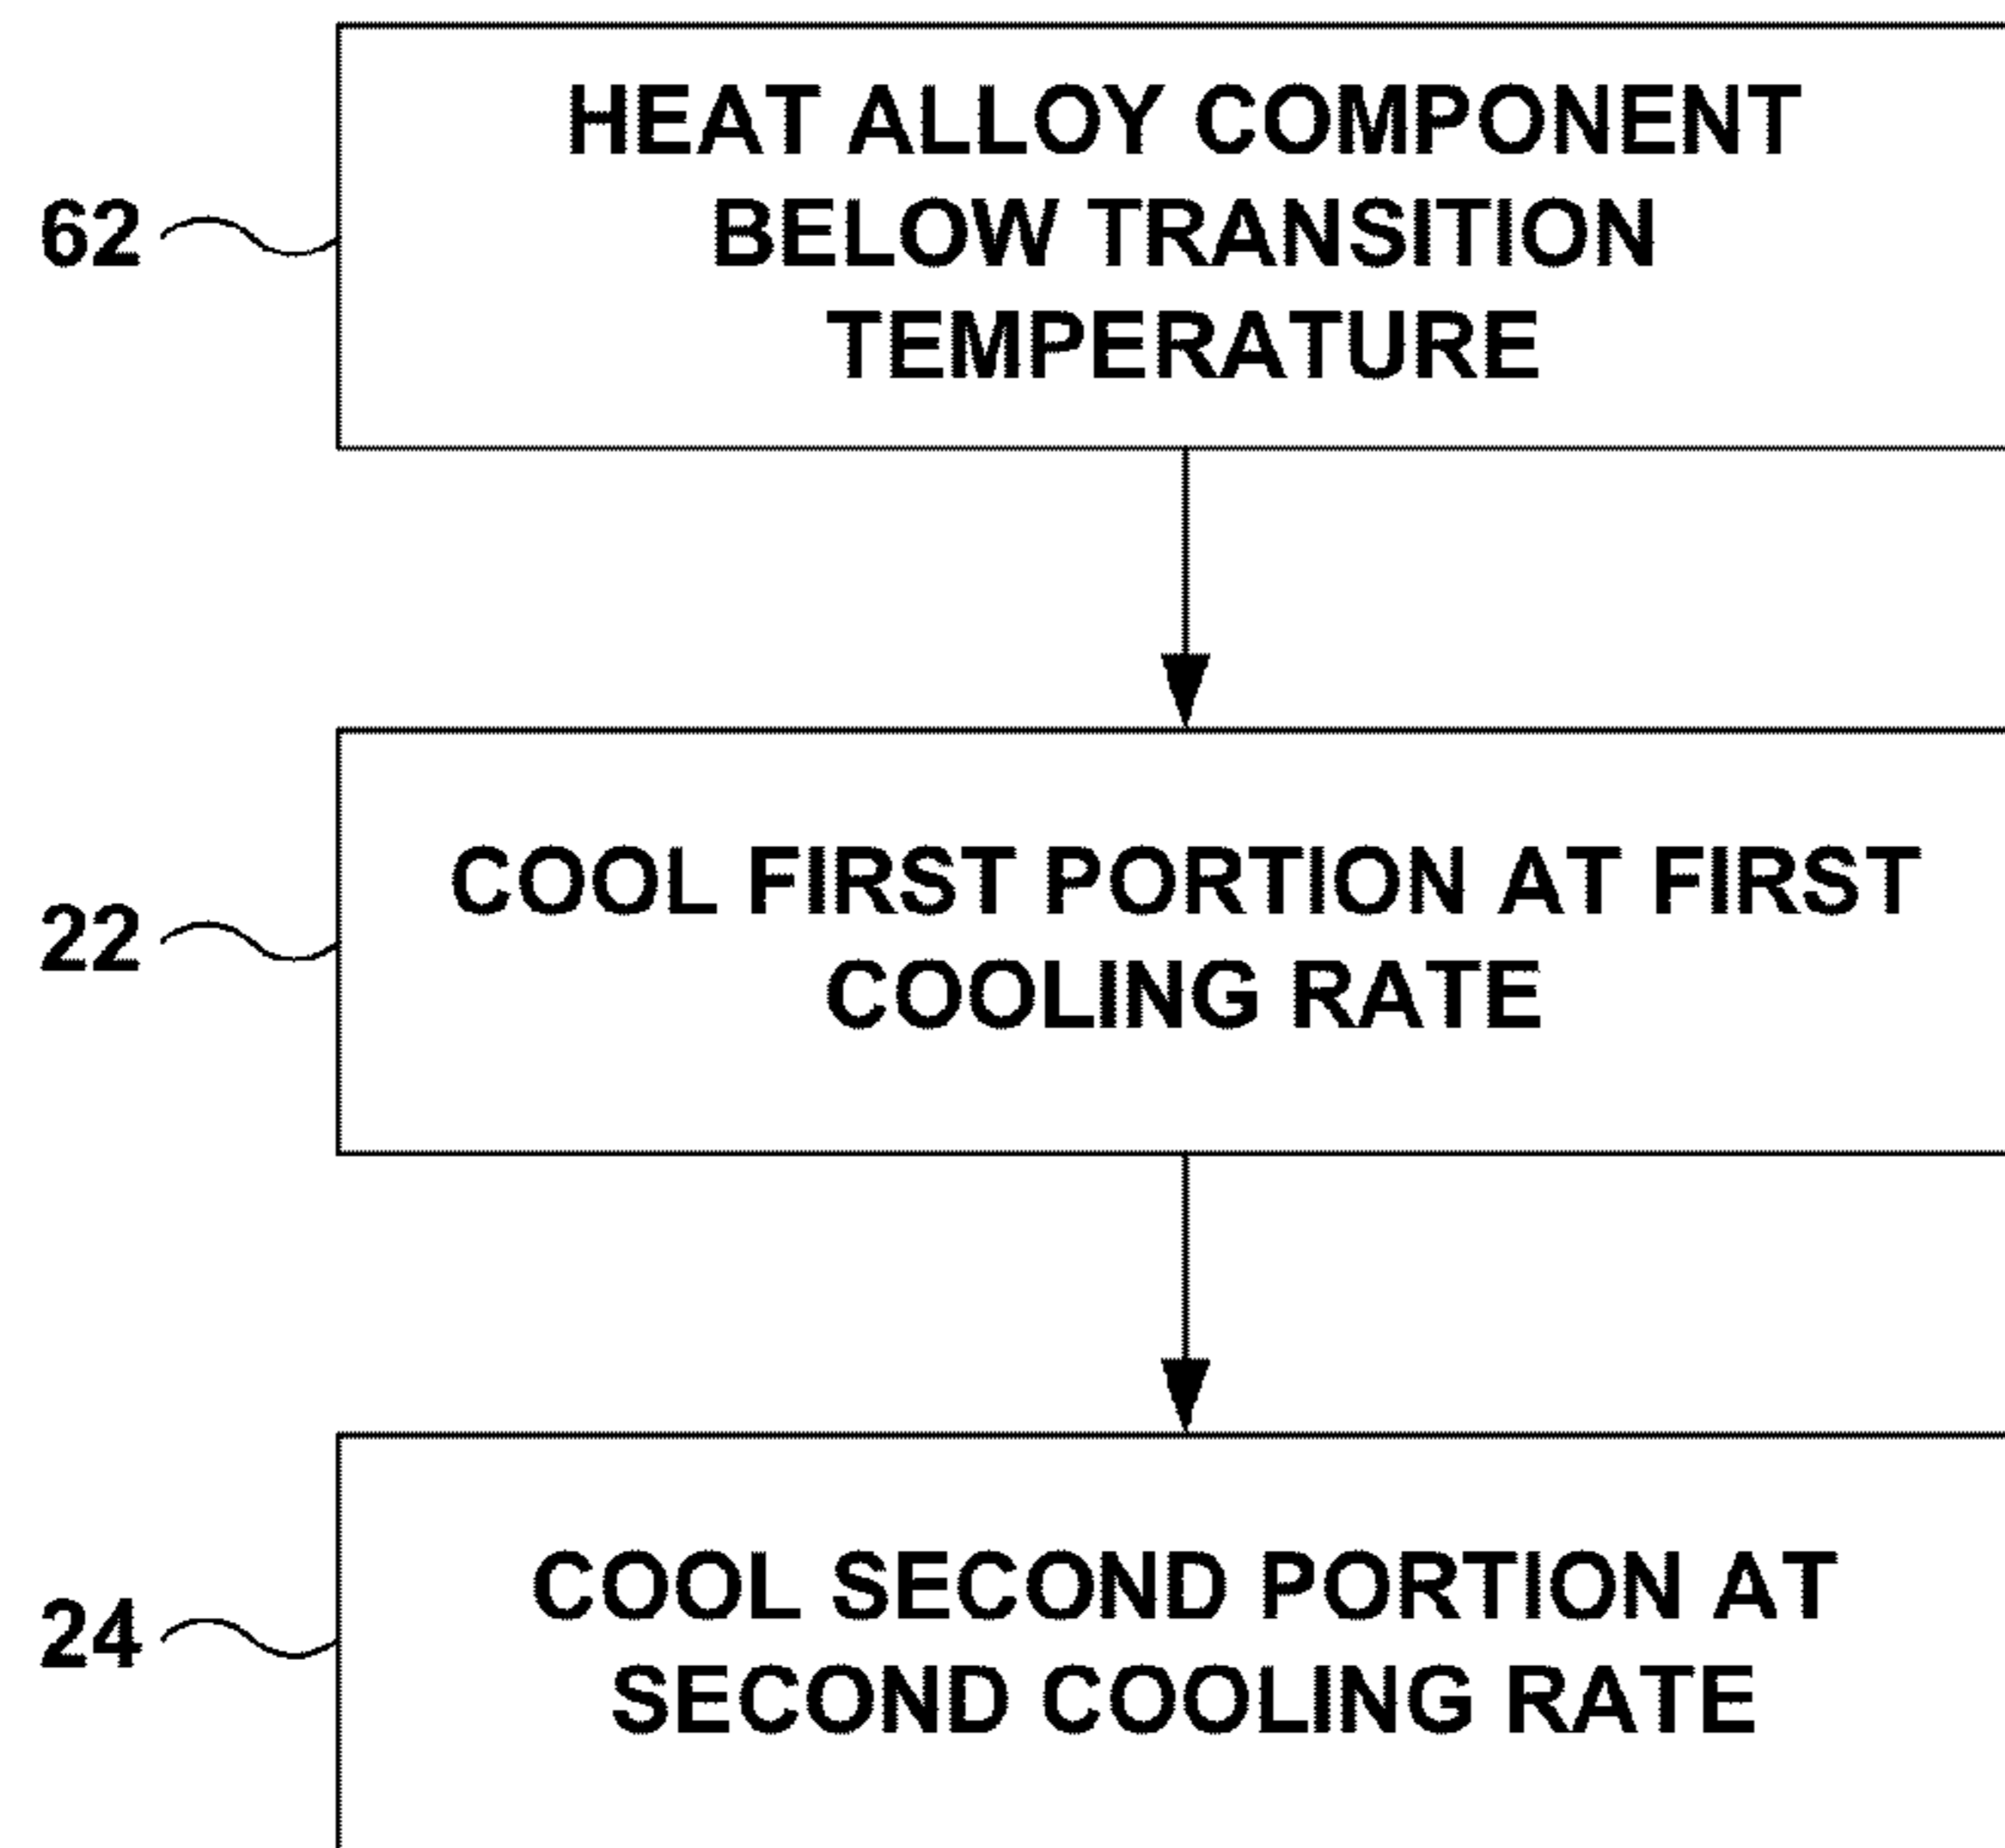 HEAT ALLOY COMPONENT
BELOW TRANSITION
TEMPERATURE
62
COOL FIRST PORTION AT FIRST
COOLING RATE
22
COOL SECOND PORTION AT
SECOND COOLING RATE
24